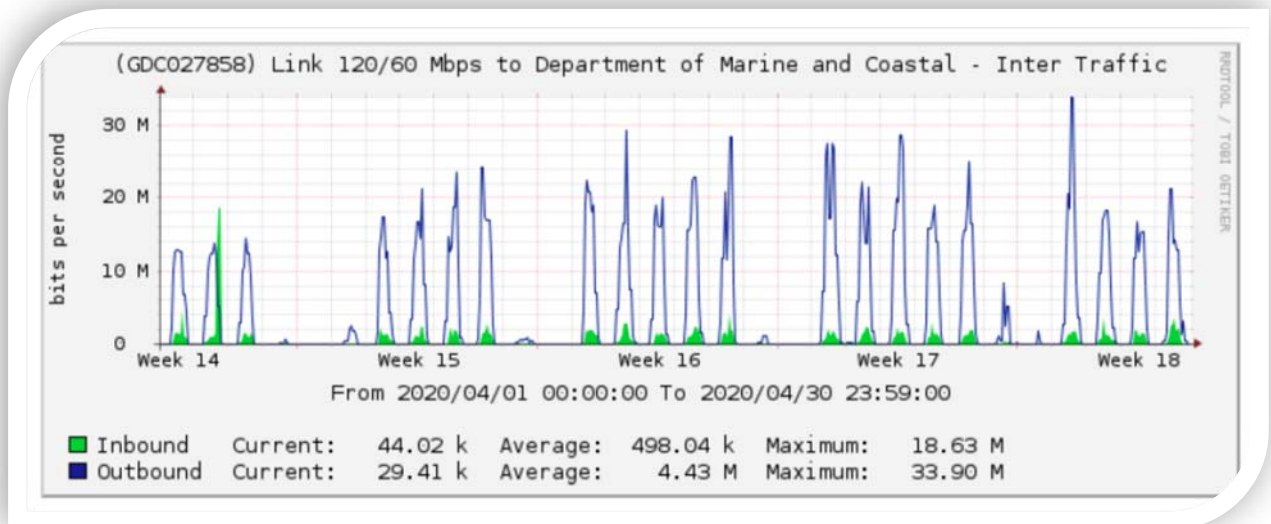 (GDC027858) Link 120/60 Mbps to Department of Marine and Coastal - Inter Traffic
RRDTOOL / TOBI OETIKER
bits per second
30 M
20 M
10 M
0
Week 14 Week 15 Week 16 Week 17 Week 18
From 2020/04/01 00:00:00 To 2020/04/30 23:59:00
Inbound Current: 44.02 k Average: 498.04 k Maximum: 18.63 M
Outbound Current: 29.41 k Average: 4.43 M Maximum: 33.90 M